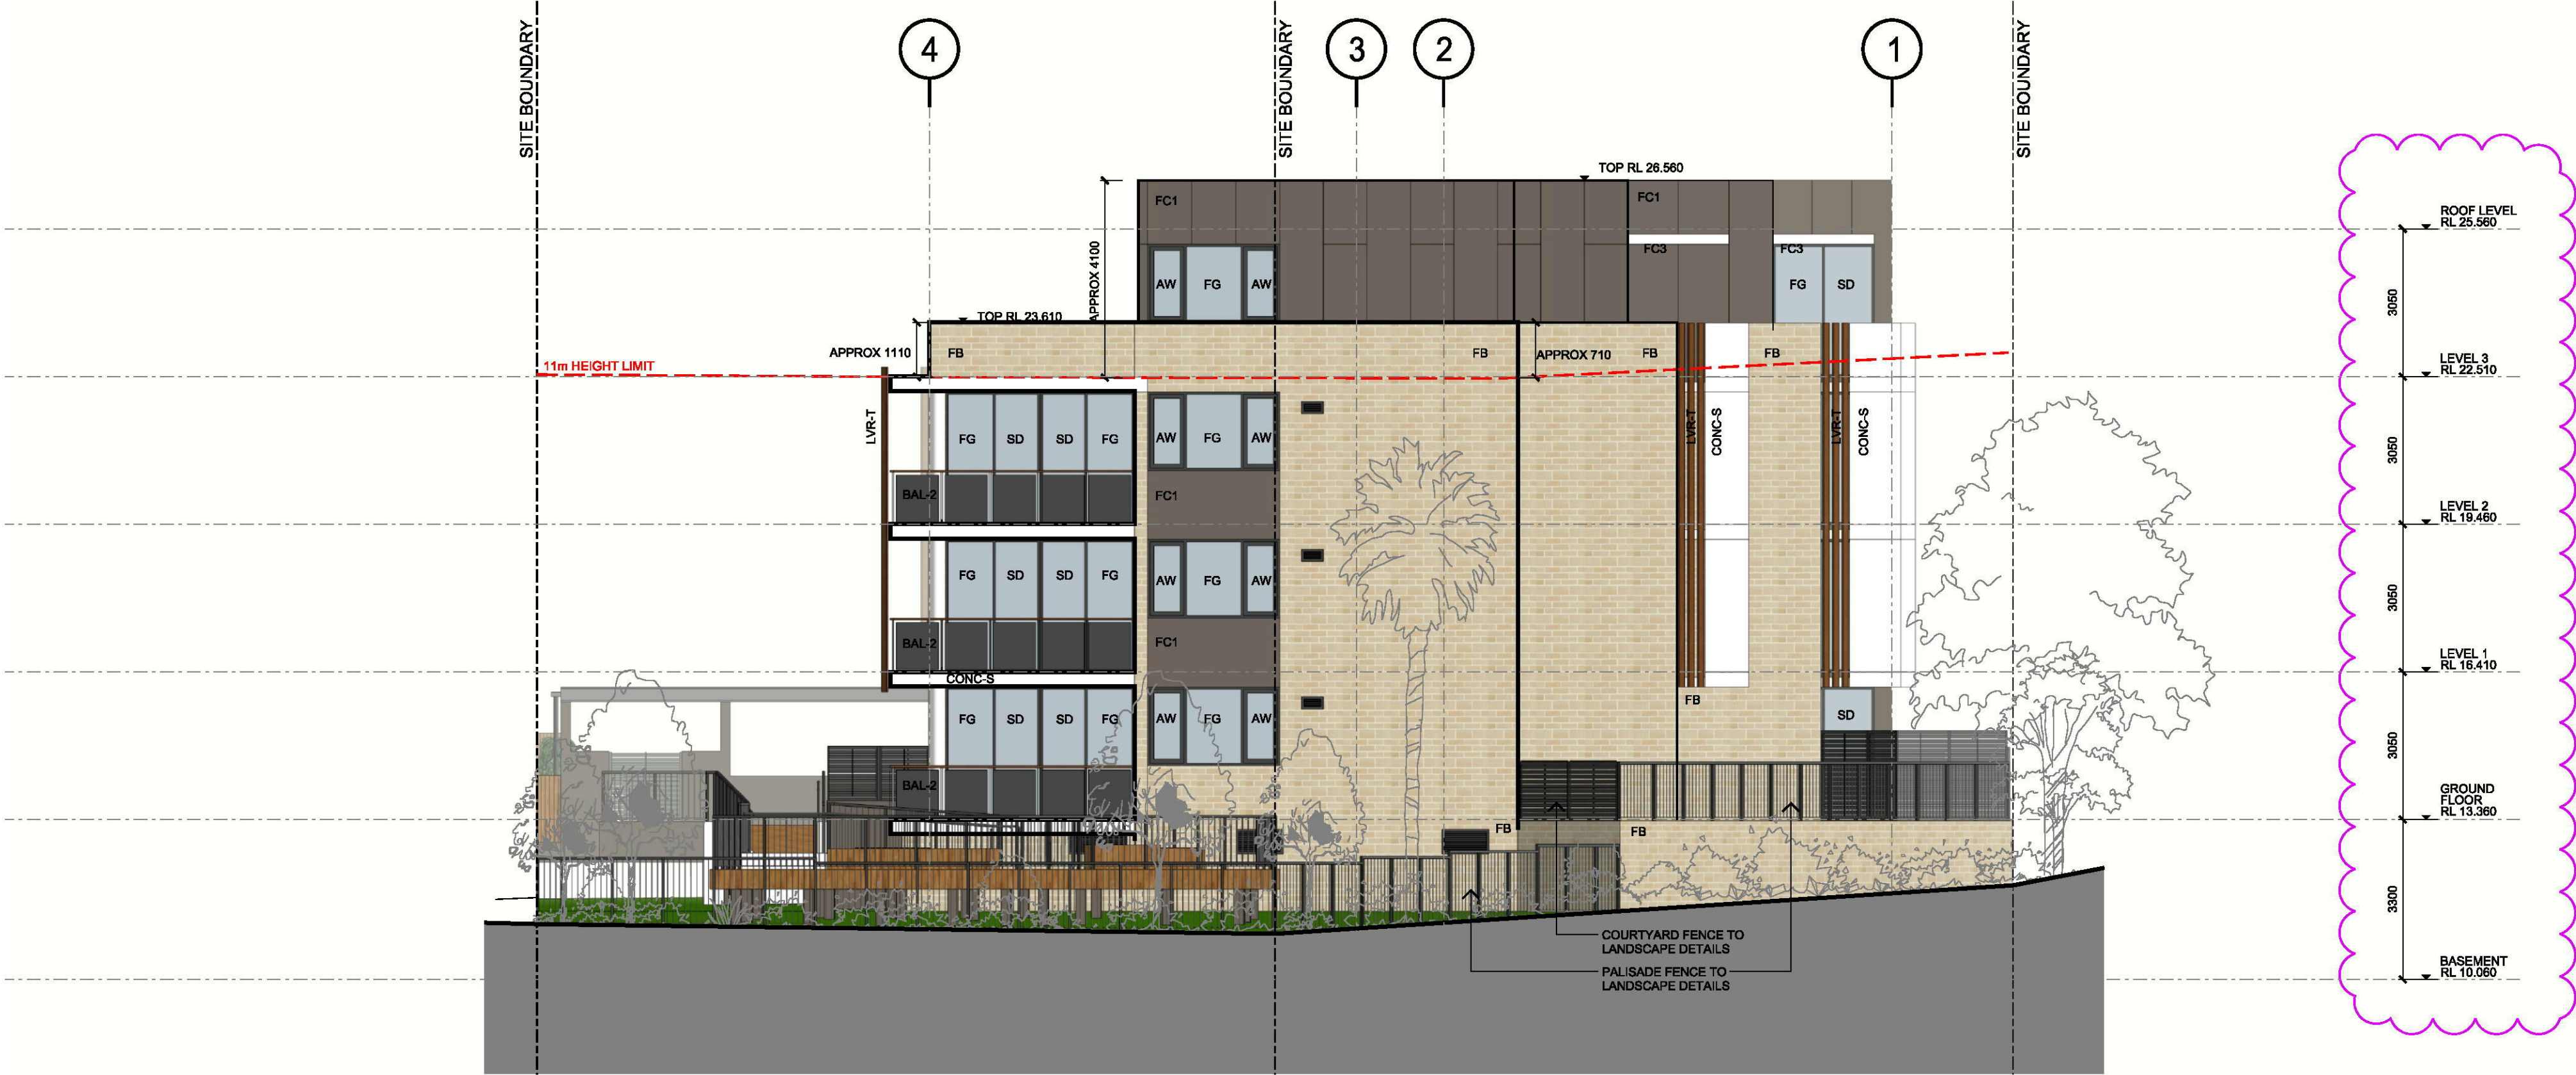 SITE BOUNDARY
4
SITE BOUNDARY
3
2
1
SITE BOUNDARY
TOP RL 26.560
FC1
FC1
ROOF LEVEL
RL 25.560
APPROX 4100
FC3
FC3
AW
FG
AW
FG
SD
3050
TOP RL 23.610
APPROX 1110
FB
FB
APPROX 710
FB
FB
11m HEIGHT LIMIT
LEVEL 3
RL 22.510
LVR-T
FG
SD
SD
FG
AW
FG
AW
LVR-T
CONC-S
LVR-T
CONC-S
3050
BAL-2
FC1
LEVEL 2
RL 19.460
FG
SD
SD
FG
AW
FG
AW
3050
BAL-2
FC1
LEVEL 1
RL 16.410
CONC-S
FB
FG
SD
SD
FG
AW
FG
AW
SD
3050
BAL-2
GROUND
FLOOR
RL 13.360
FB
FB
3300
COURTYARD FENCE TO
LANDSCAPE DETAILS
PALISADE FENCE TO
LANDSCAPE DETAILS
BASEMENT
RL 10.060